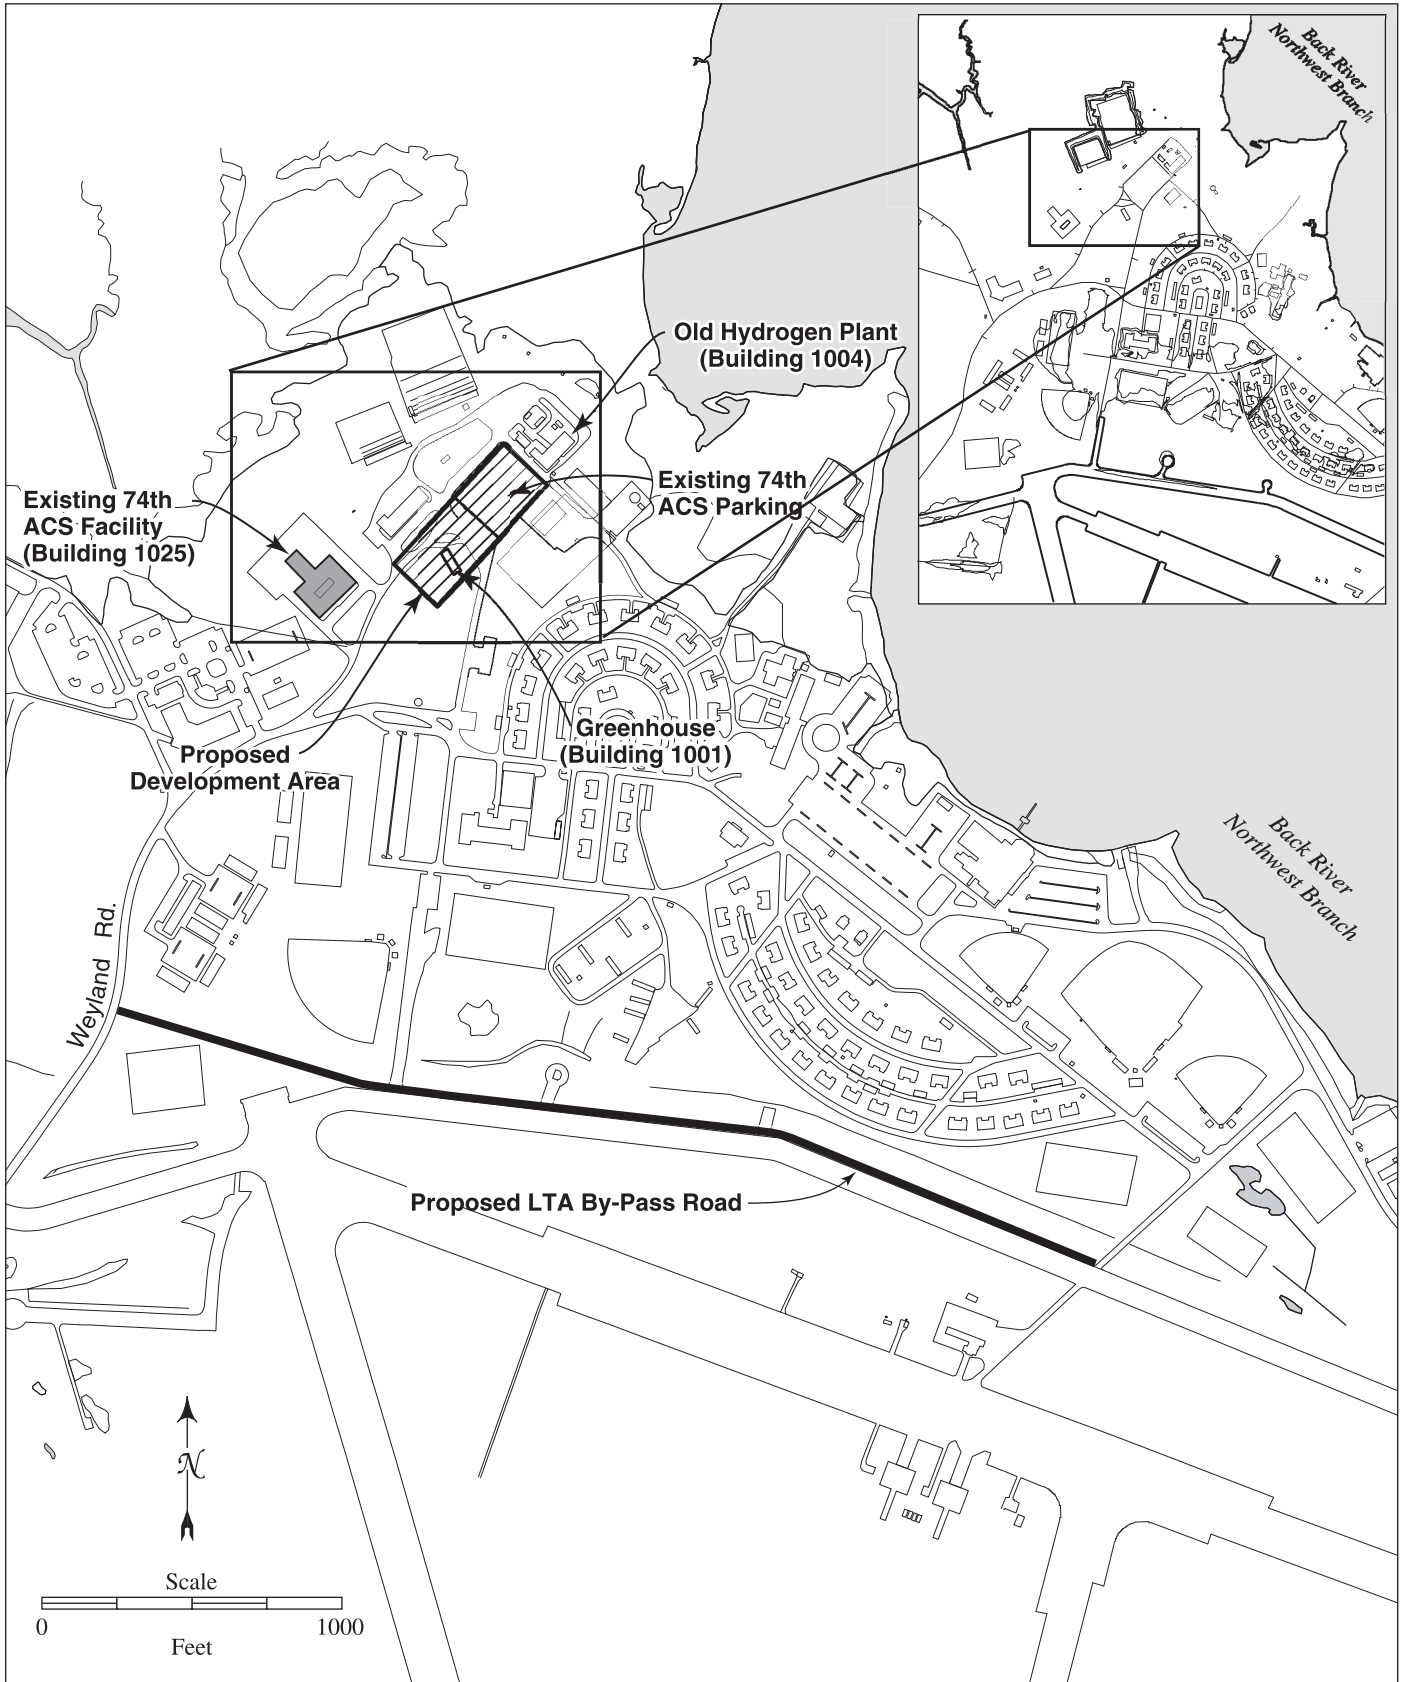 Back River
Northwest Branch
Old Hydrogen Plant
(Building 1004)
Existing 74th
ACS Parking
Existing 74th
ACS Facility
(Building 1025)
Greenhouse
(Building 1001)
Proposed
Development Area
Back River
Northwest Branch
Weyland Rd.
Proposed LTA By-Pass Road
N
Scale
0 1000
Feet